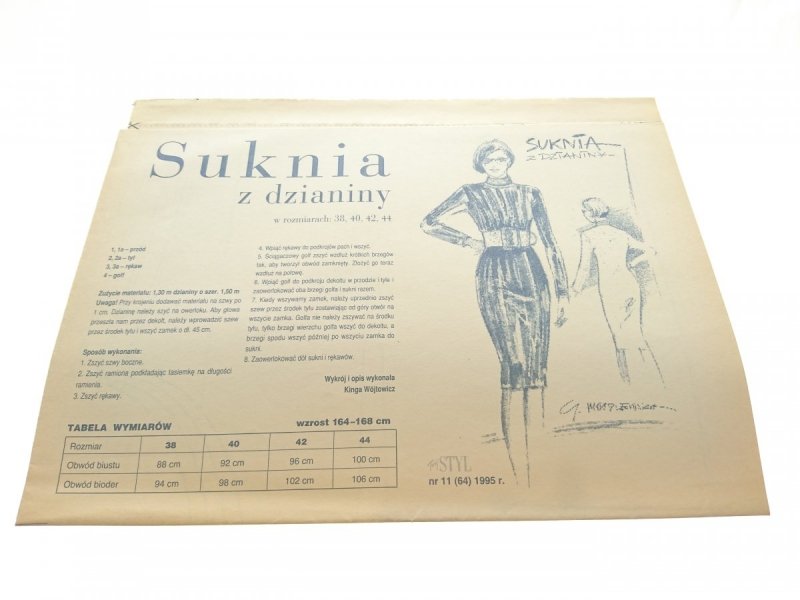 Suknia
z dzianiny
w rozmiarach: 38, 40, 42, 44
1, 1a – przód
2, 2a – tył
3, 3a – rękaw
4 – golf
Zużycie materiału: 1,30 m dzianiny o szer. 1,50 m
Uwaga! Przy krojeniu dodawać materiału na szwy po
1 cm. Dzianinę należy szyć na owerloku. Aby głowa
przeszła nam przez dekolt, należy wprowadzić szew
przez środek tyłu i wszyć zamek o dł. 45 cm.
Sposób wykonania:
1. Zszyć szwy boczne.
2. Zszyć ramiona podkładając tasiemkę na długości
ramienia.
3. Zszyć rękawy.
4. Wpiąć rękawy do podkrojów pach i wszyć.
5. Ściągaczowy golf zszyć wzdłuż krótkich brzegów
tak, aby tworzył obwód zamknięty. Złożyć go teraz
wzdłuż na połowę.
6. Wpiąć golf do podkroju dekoltu w przodzie i tyle i
zaowerlokować oba brzegi golfa i sukni razem.
7. Kiedy wszywamy zamek, należy uprzednio zszyć
szew przez środek tyłu zostawiając od góry otwór na
wszycie zamka. Golfa nie należy zszywać na środku
tyłu, tylko brzegi wierzchu golfa wszyć do dekoltu, a
brzegi spodu wszyć później po wszyciu zamka do
sukni.
8. Zaowerlokować dół sukni i rękawów.
Wykrój i opis wykonała
Kinga Wójtowicz
TABELA WYMIARÓW wzrost 164–168 cm
Rozmiar 38 40 42 44
Obwód biustu 88 cm 92 cm 96 cm 100 cm
Obwód bioder 94 cm 98 cm 102 cm 106 cm
SUKNIA
Z DZIANINY
STYL
nr 11 (64) 1995 r.